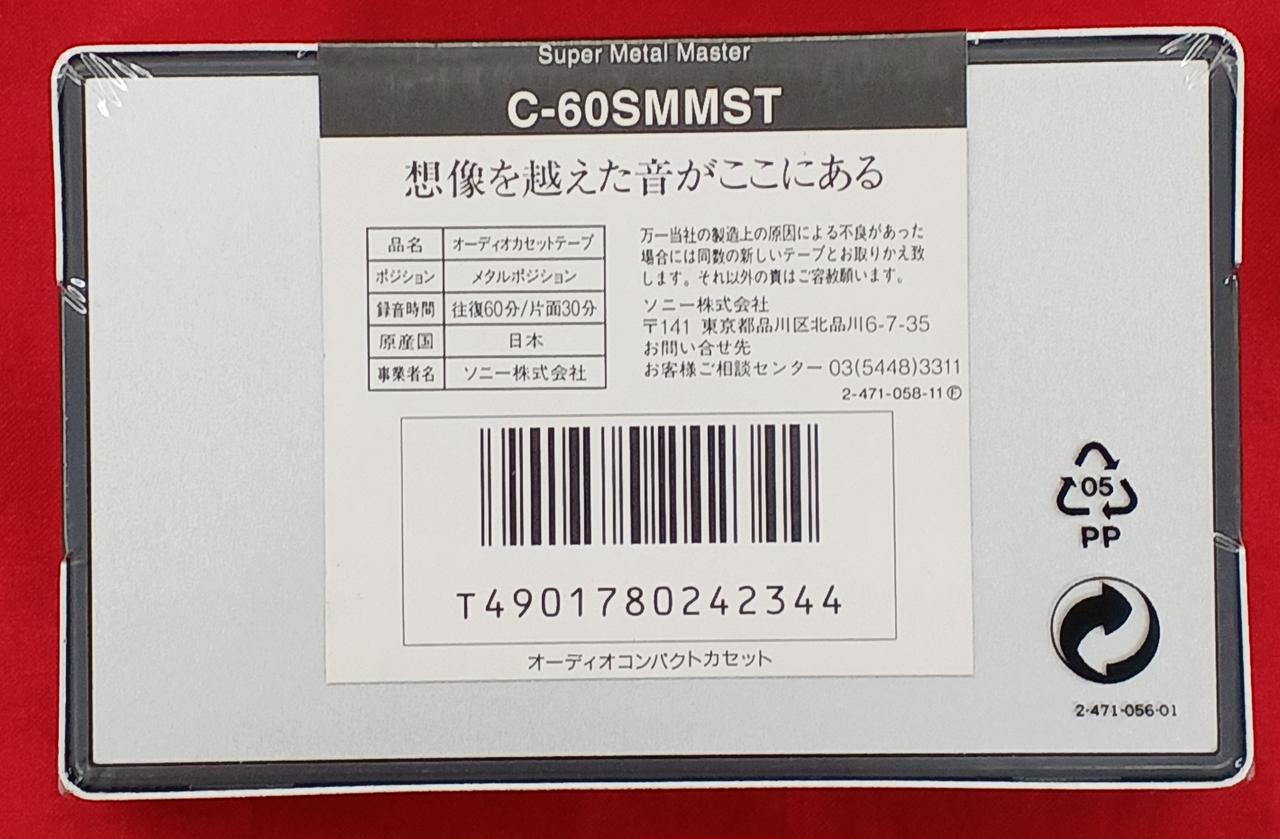 Super Metal Master
C-60SMMST
想像を越えた音がここにある
品名 オーディオカセットテープ
ポジション メタルポジション
録音時間 往復60分/片面30分
原産国 日本
事業者名 ソニー株式会社
万一当社の製造上の原因による不良があった
場合には同数の新しいテープとお取りかえ致
します。それ以外の責はご容赦願います。
ソニー株式会社
〒141 東京都品川区北品川6-7-35
お問い合せ先
お客様ご相談センター 03(5448)3311
2-471-058-11Ⓕ
T4901780242344
オーディオコンパクトカセット
05
PP
2-471-056-01